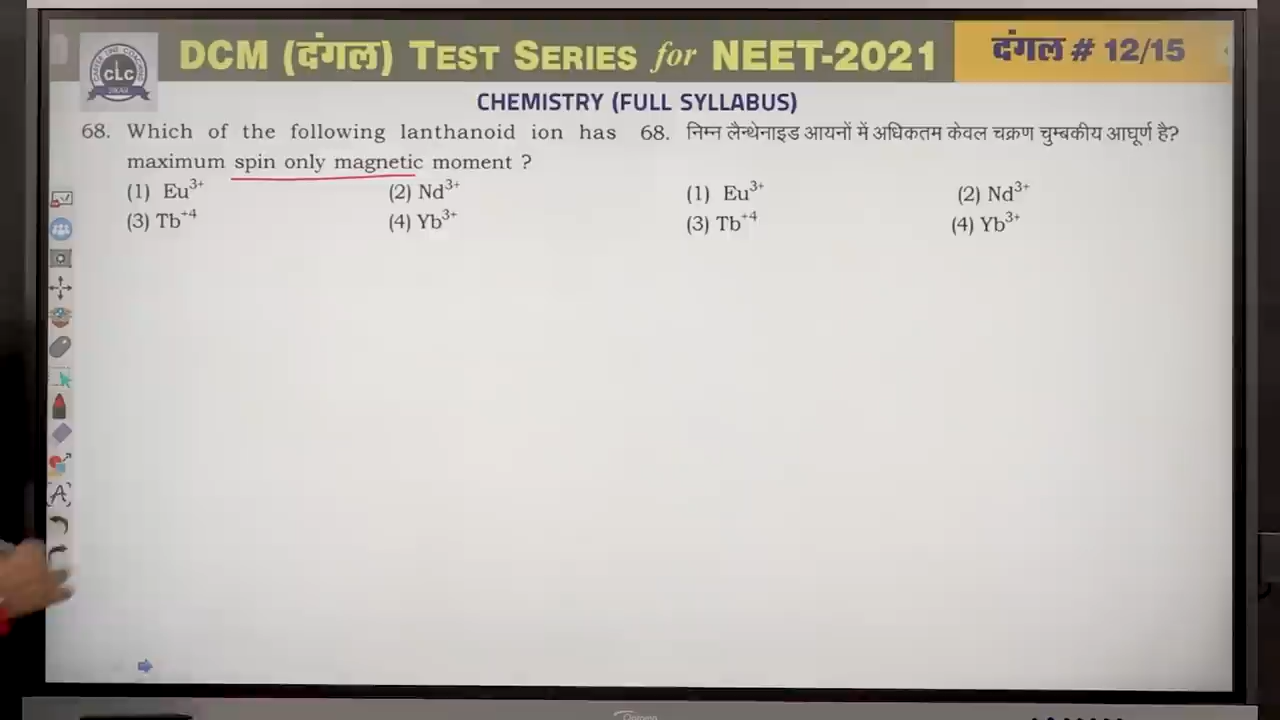 CLC
SIKAR
DCM (दंगल) TEST SERIES for NEET-2021
दंगल # 12/15
CHEMISTRY (FULL SYLLABUS)
68. Which of the following lanthanoid ion has
maximum spin only magnetic moment ?
(1) Eu³⁺ (2) Nd³⁺
(3) Tb⁺⁴ (4) Yb³⁺
68. निम्न लैन्थेनाइड आयनों में अधिकतम केवल चक्रण चुम्बकीय आघूर्ण है?
(1) Eu³⁺ (2) Nd³⁺
(3) Tb⁺⁴ (4) Yb³⁺